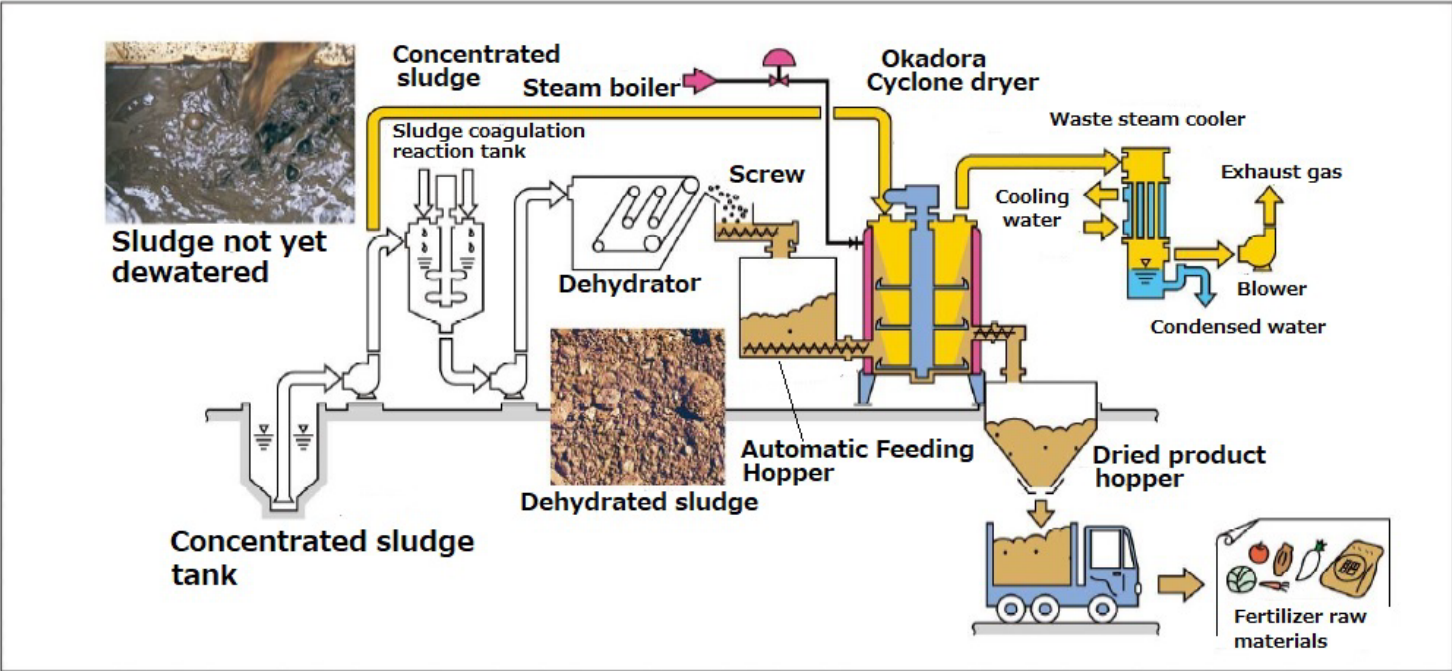 Concentrated
sludge
Steam boiler
Okadora
Cyclone dryer
Waste steam cooler
Sludge coagulation
reaction tank
Screw
Exhaust gas
Cooling
water
Sludge not yet
dewatered
Dehydrator
Blower
Condensed water
Automatic Feeding
Hopper
Dried product
hopper
Dehydrated sludge
Concentrated sludge
tank
肥
Fertilizer raw
materials